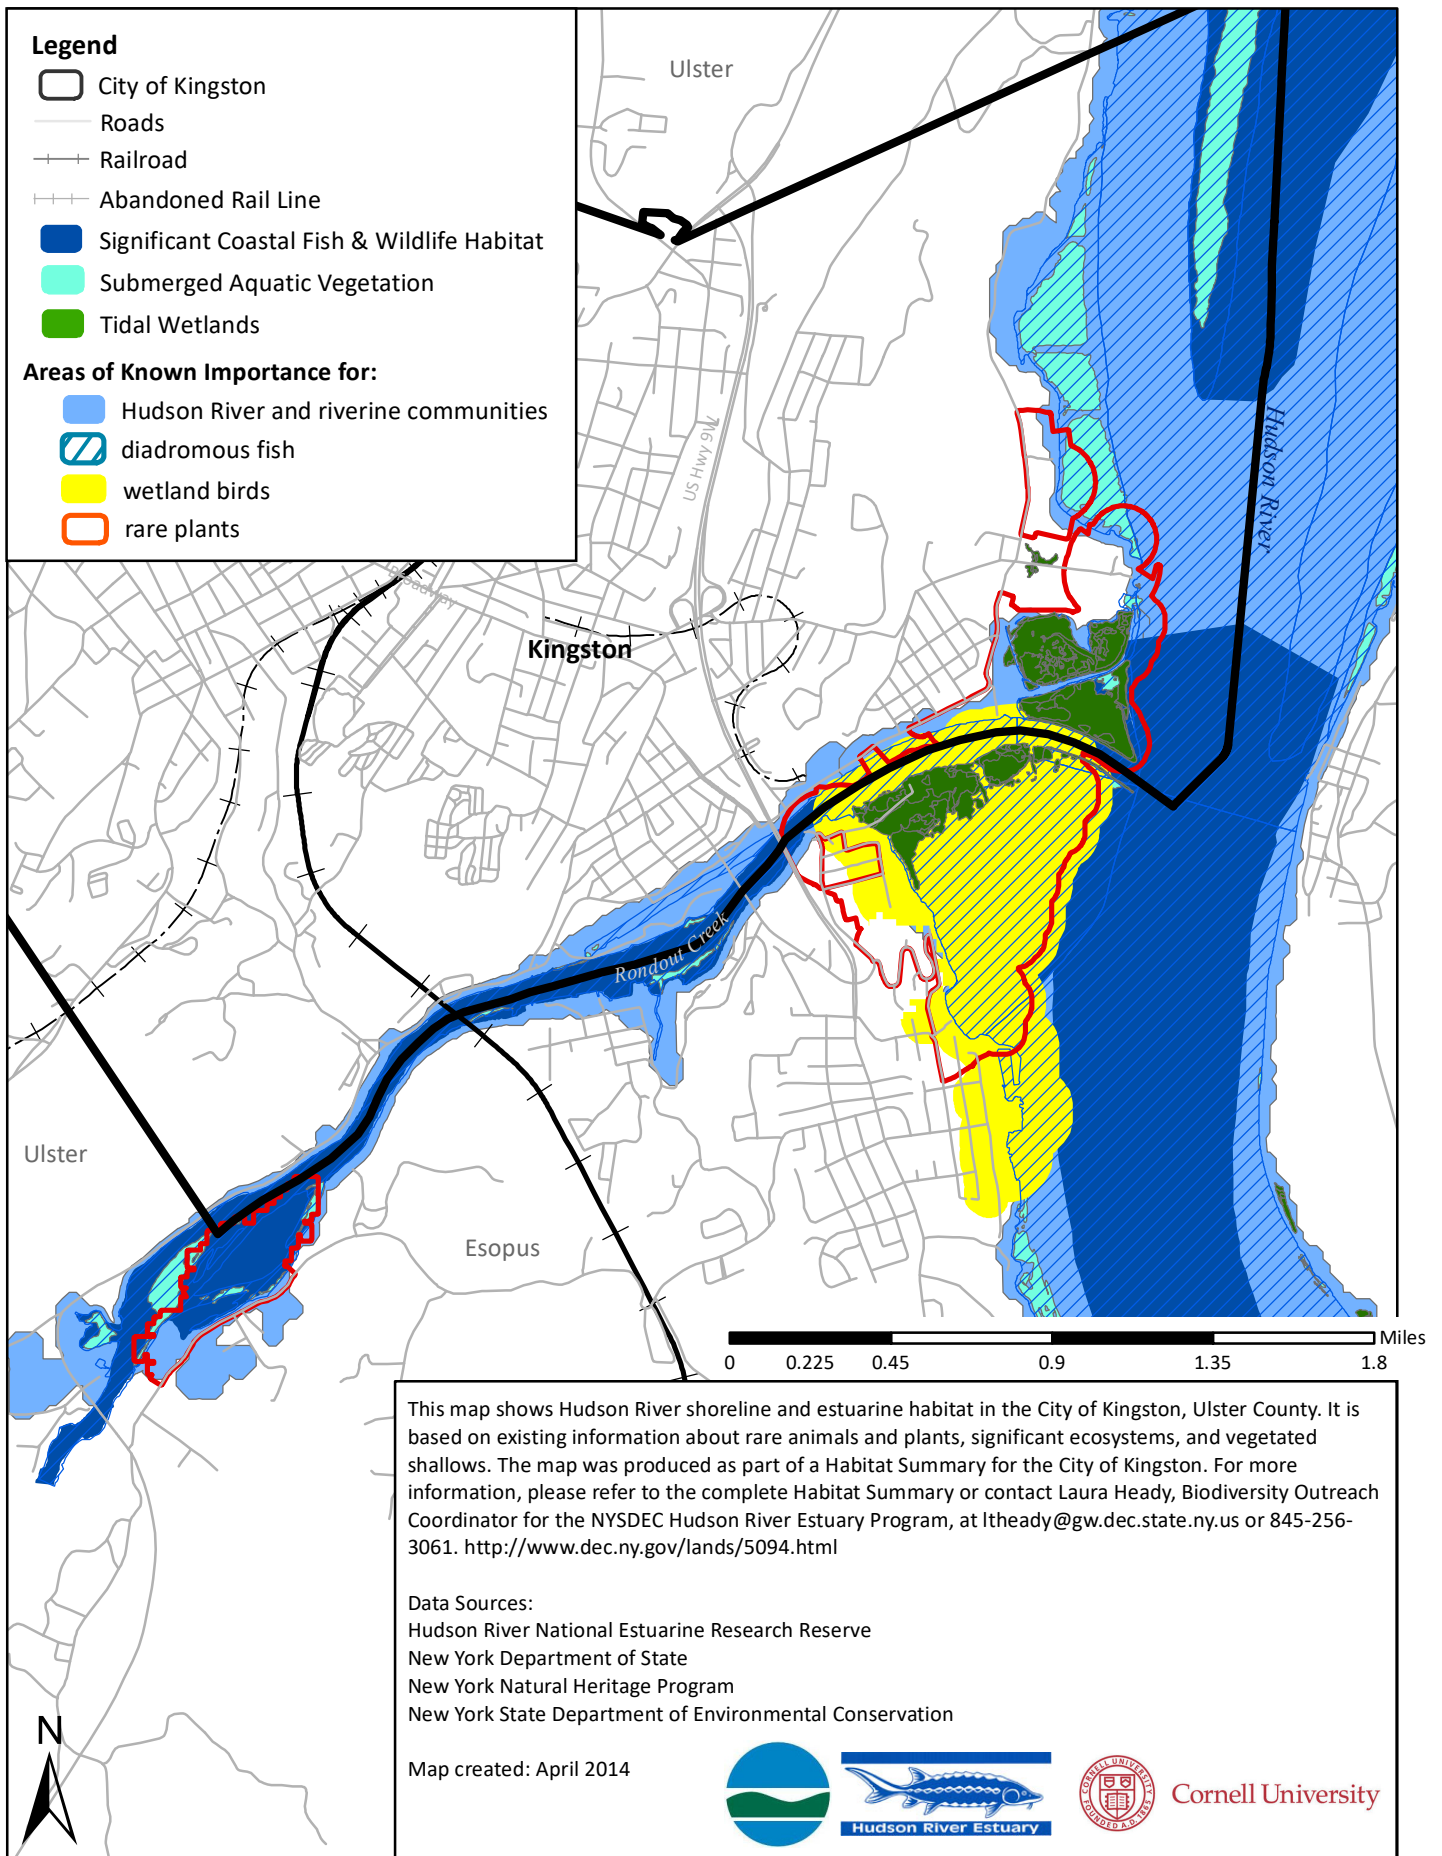 Legend
City of Kingston
Roads
Railroad
Abandoned Rail Line
Significant Coastal Fish & Wildlife Habitat
Submerged Aquatic Vegetation
Tidal Wetlands
Areas of Known Importance for:
Hudson River and riverine communities
diadromous fish
wetland birds
rare plants
Ulster
US Hwy 9W
Hudson River
Broadway
Kingston
Rondout Creek
Ulster
Esopus
Miles
0 0.225 0.45 0.9 1.35 1.8
This map shows Hudson River shoreline and estuarine habitat in the City of Kingston, Ulster County. It is
based on existing information about rare animals and plants, significant ecosystems, and vegetated
shallows. The map was produced as part of a Habitat Summary for the City of Kingston. For more
information, please refer to the complete Habitat Summary or contact Laura Heady, Biodiversity Outreach
Coordinator for the NYSDEC Hudson River Estuary Program, at ltheady@gw.dec.state.ny.us or 845-256-
3061. http://www.dec.ny.gov/lands/5094.html
Data Sources:
Hudson River National Estuarine Research Reserve
New York Department of State
New York Natural Heritage Program
New York State Department of Environmental Conservation
Map created: April 2014
N
Hudson River Estuary
CORNELL UNIVERSITY
FOUNDED A.D. 1865
Cornell University